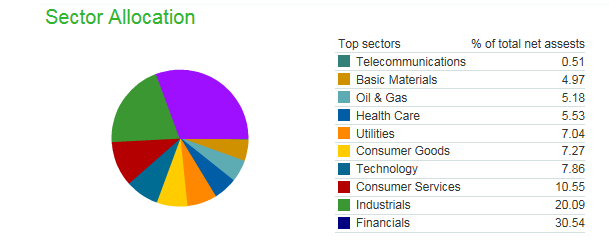 Sector Allocation
Top sectors % of total net assests
Telecommunications 0.51
Basic Materials 4.97
Oil & Gas 5.18
Health Care 5.53
Utilities 7.04
Consumer Goods 7.27
Technology 7.86
Consumer Services 10.55
Industrials 20.09
Financials 30.54